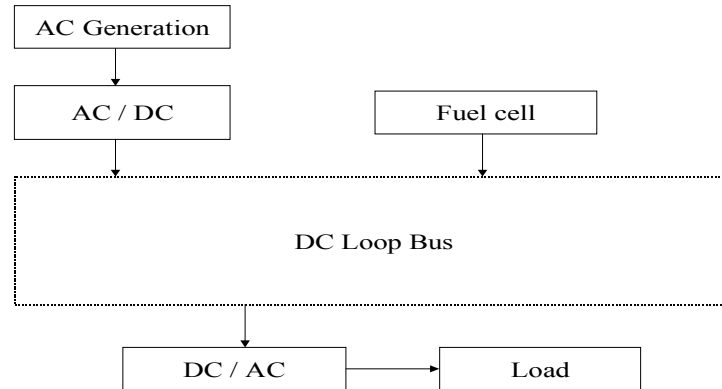 AC Generation
AC / DC
Fuel cell
DC Loop Bus
DC / AC
Load